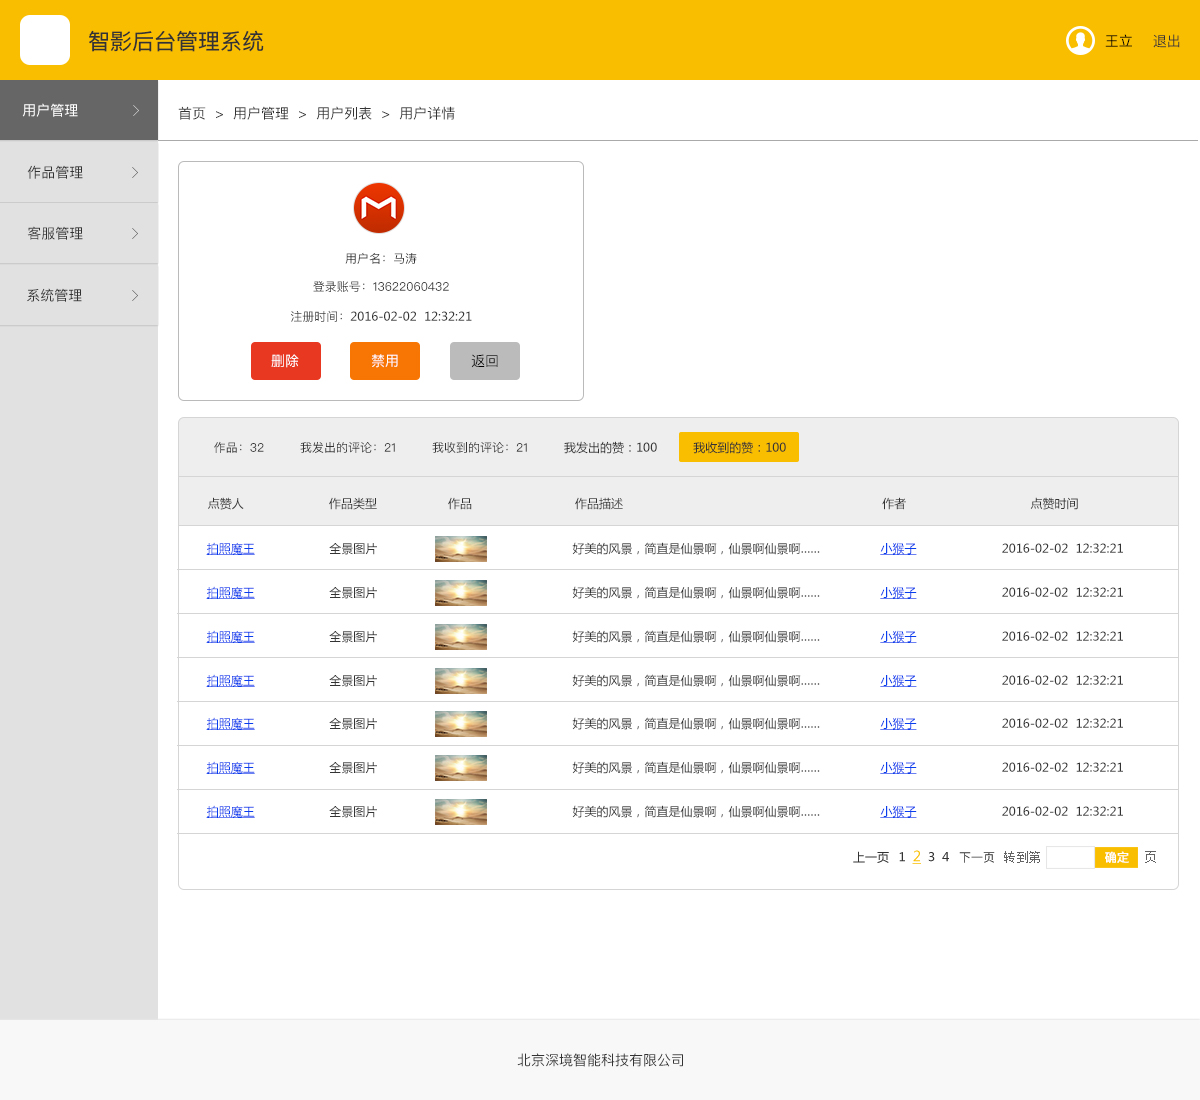 智影后台管理系统
王立 退出
用户管理
作品管理
客服管理
系统管理
首页 > 用户管理 > 用户列表 > 用户详情
用户名：马涛
登录账号：13622060432
注册时间：2016-02-02 12:32:21
删除 禁用 返回
作品：32 我发出的评论：21 我收到的评论：21 我发出的赞：100 我收到的赞：100
点赞人 作品类型 作品 作品描述 作者 点赞时间
拍照魔王 全景图片 好美的风景，简直是仙景啊，仙景啊仙景啊...... 小猴子 2016-02-02 12:32:21
拍照魔王 全景图片 好美的风景，简直是仙景啊，仙景啊仙景啊...... 小猴子 2016-02-02 12:32:21
拍照魔王 全景图片 好美的风景，简直是仙景啊，仙景啊仙景啊...... 小猴子 2016-02-02 12:32:21
拍照魔王 全景图片 好美的风景，简直是仙景啊，仙景啊仙景啊...... 小猴子 2016-02-02 12:32:21
拍照魔王 全景图片 好美的风景，简直是仙景啊，仙景啊仙景啊...... 小猴子 2016-02-02 12:32:21
拍照魔王 全景图片 好美的风景，简直是仙景啊，仙景啊仙景啊...... 小猴子 2016-02-02 12:32:21
拍照魔王 全景图片 好美的风景，简直是仙景啊，仙景啊仙景啊...... 小猴子 2016-02-02 12:32:21
上一页 1 2 3 4 下一页 转到第 确定 页
北京深境智能科技有限公司